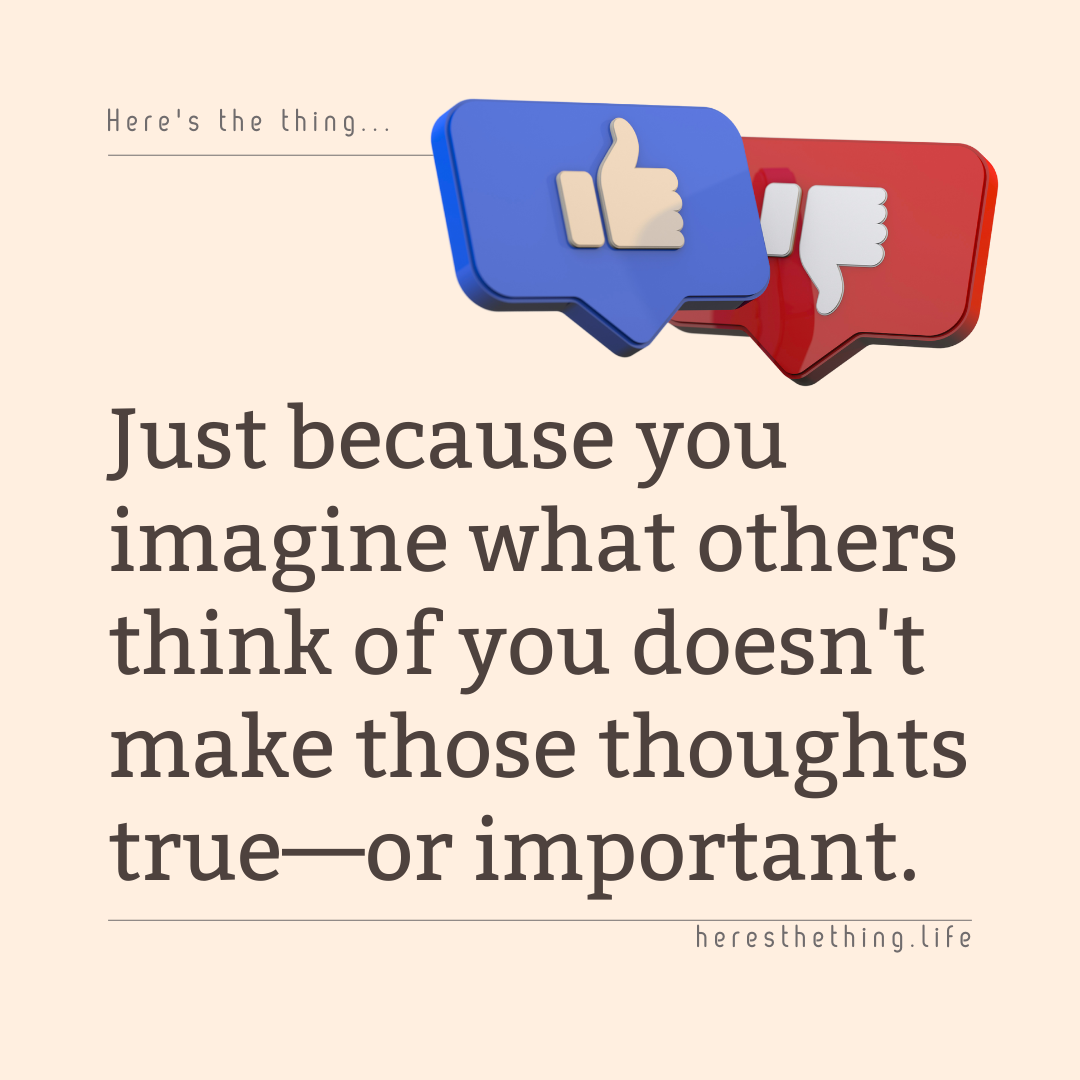 Here's the thing...
Just because you
imagine what others
think of you doesn't
make those thoughts
true—or important.
heresthething.life